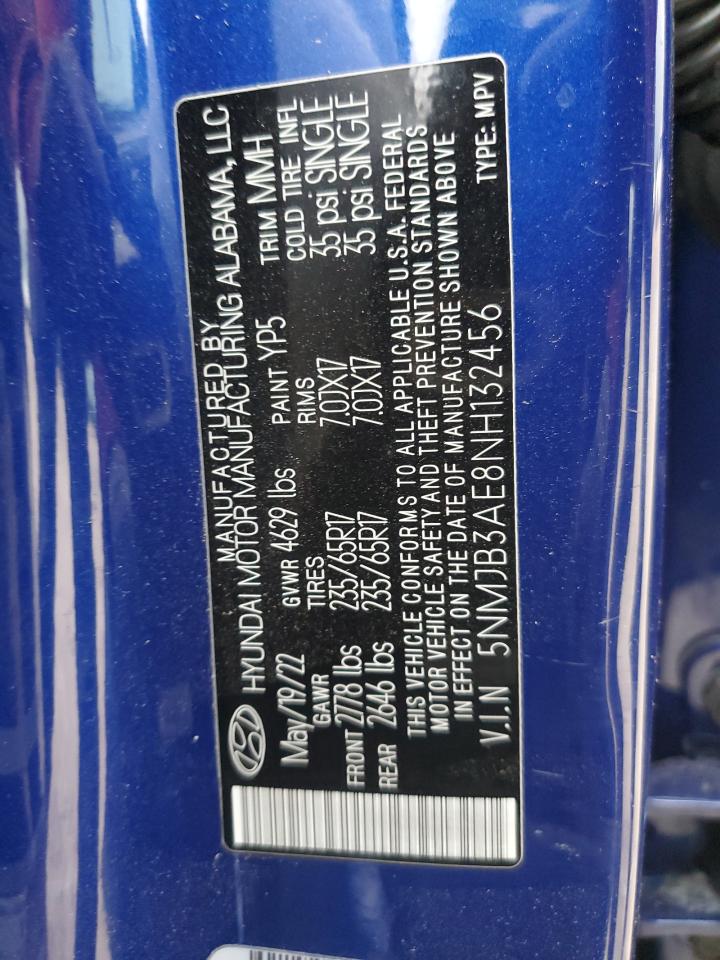 MANUFACTURED BY
HYUNDAI MOTOR MANUFACTURING ALABAMA, LLC
May/19/22 GVWR 4629 lbs PAINT YP5 TRIM MMH
GAWR TIRES RIMS COLD TIRE INFL
FRONT 2778 lbs 235/65R17 7.0JX17 35 psi SINGLE
REAR 2646 lbs 235/65R17 7.0JX17 35 psi SINGLE
THIS VEHICLE CONFORMS TO ALL APPLICABLE U.S.A. FEDERAL
MOTOR VEHICLE SAFETY AND THEFT PREVENTION STANDARDS
IN EFFECT ON THE DATE OF MANUFACTURE SHOWN ABOVE
V.I.N 5NMJB3AE8NH132456 TYPE: MPV